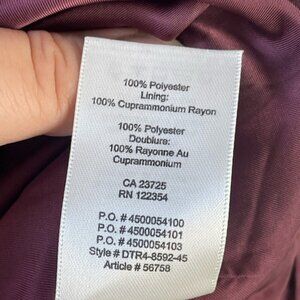 100% Polyester
Lining:
100% Cuprammonium Rayon
100% Polyester
Doublure:
100% Rayonne Au
Cuprammonium
CA 23725
RN 122354
P.O. # 4500054100
P.O. # 4500054101
P.O. # 4500054103
Style # DTR4-8592-45
Article # 56758